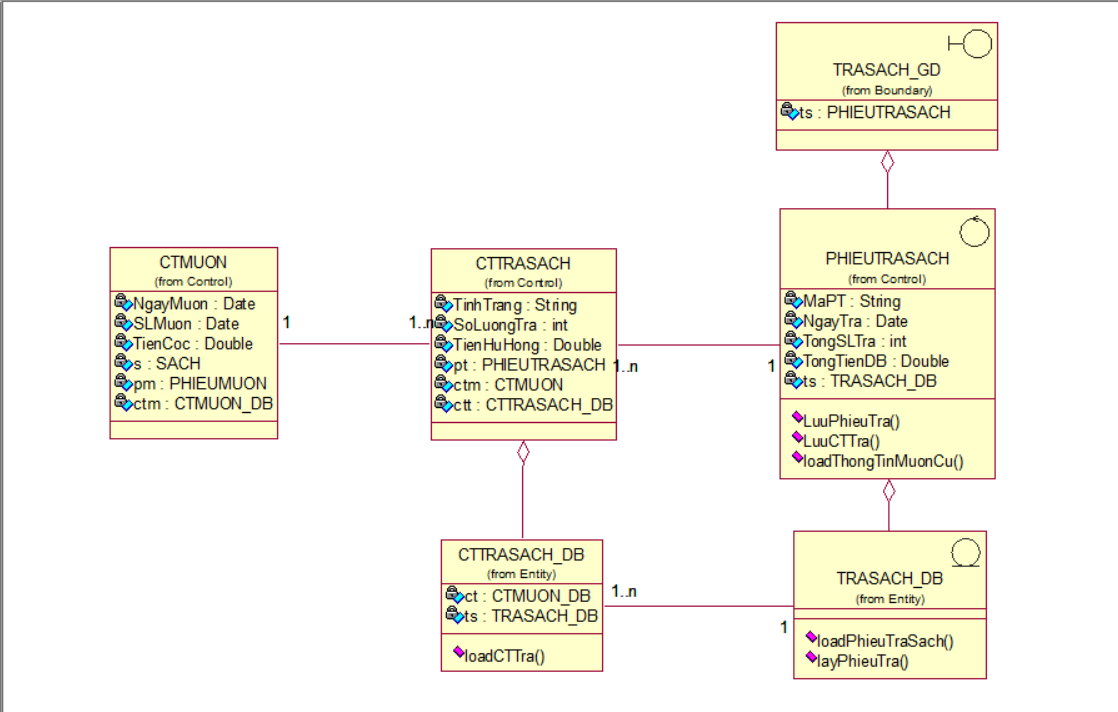 TRASACH_GD
(from Boundary)
ts : PHIEUTRASACH
CTMUON
(from Control)
NgayMuon : Date
SLMuon : Date
TienCoc : Double
s : SACH
pm : PHIEUMUON
ctm : CTMUON_DB
1
1..n
CTTRASACH
(from Control)
TinhTrang : String
SoLuongTra : int
TienHuHong : Double
pt : PHIEUTRASACH
ctm : CTMUON
ctt : CTTRASACH_DB
1..n
1
PHIEUTRASACH
(from Control)
MaPT : String
NgayTra : Date
TongSLTra : int
TongTienDB : Double
ts : TRASACH_DB
LuuPhieuTra()
LuuCTTra()
loadThongTinMuonCu()
CTTRASACH_DB
(from Entity)
ct : CTMUON_DB
ts : TRASACH_DB
loadCTTra()
1..n
1
TRASACH_DB
(from Entity)
loadPhieuTraSach()
layPhieuTra()